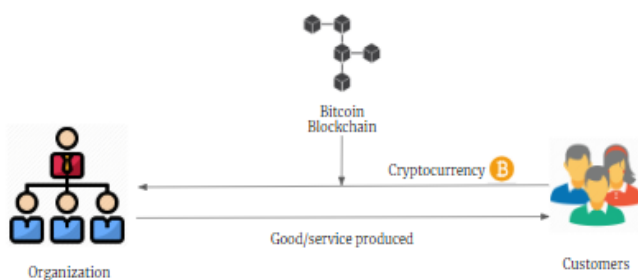 Bitcoin
Blockchain
Cryptocurrency
Good/service produced
Organization
Customers